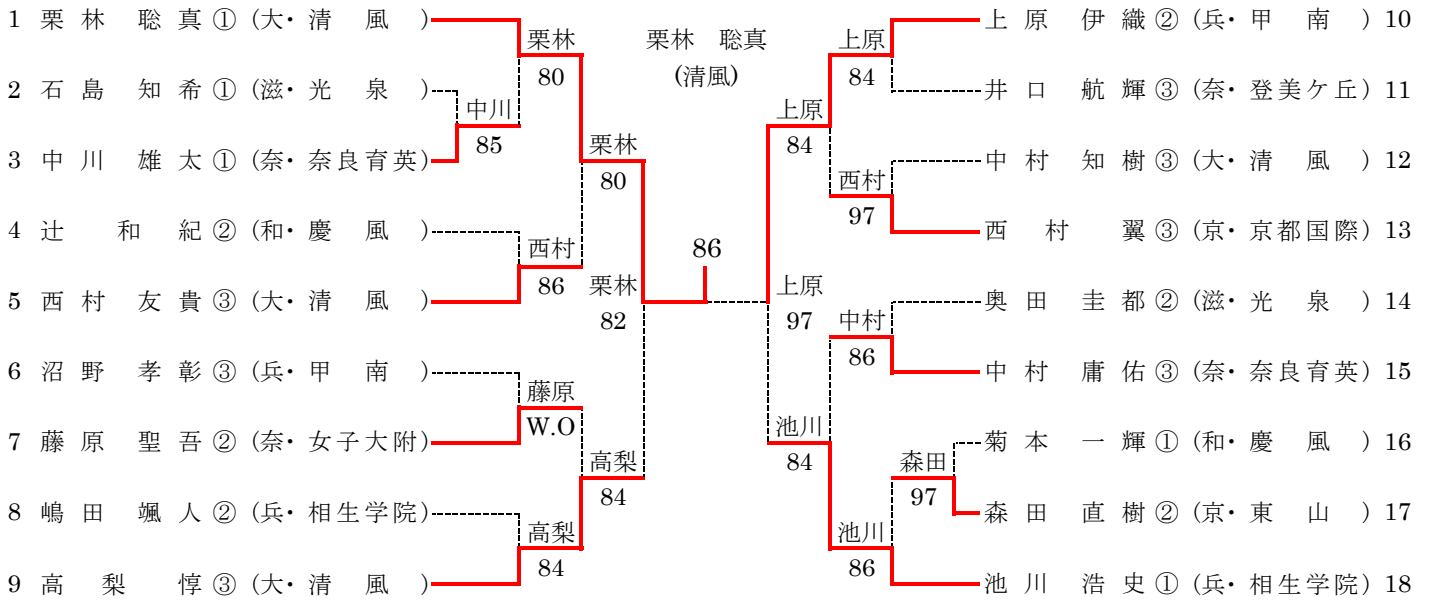 1 栗林 聡真① (大・清風)
2 石島 知希① (滋・光泉)
3 中川 雄太① (奈・奈良育英)
4 辻 和紀② (和・慶風)
5 西村 友貴③ (大・清風)
6 沼野 孝彰③ (兵・甲南)
7 藤原 聖吾② (奈・女子大附)
8 嶋田 颯人② (兵・相生学院)
9 高梨 惇③ (大・清風)
中川
85
栗林
80
西村
86
藤原
W.O
高梨
84
栗林
80
高梨
84
栗林
82
栗林 聡真
(清風)
86
上原
97
上原
84
池川
84
上原
84
西村
97
中村
86
池川
86
森田
97
上原 伊織② (兵・甲南) 10
井口 航輝③ (奈・登美ケ丘) 11
中村 知樹③ (大・清風) 12
西村 翼③ (京・京都国際) 13
奥田 圭都② (滋・光泉) 14
中村 庸佑③ (奈・奈良育英) 15
菊本 一輝① (和・慶風) 16
森田 直樹② (京・東山) 17
池川 浩史① (兵・相生学院) 18